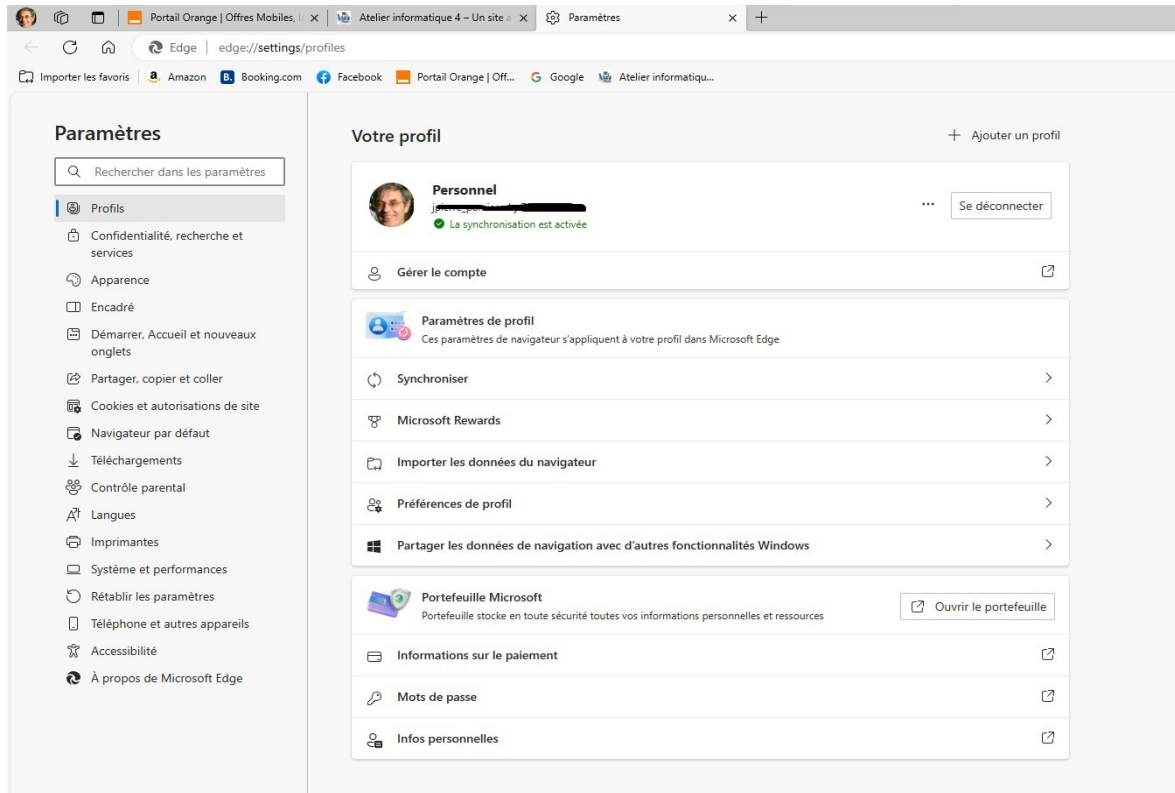 Portail Orange | Offres Mobiles,
Atelier informatique 4 – Un site
Paramètres
Edge | edge://settings/profiles
Importer les favoris
Amazon
Booking.com
Facebook
Portail Orange | Off...
Google
Atelier informatiqu...
Paramètres
Rechercher dans les paramètres
Profils
Confidentialité, recherche et
services
Apparence
Encadré
Démarrer, Accueil et nouveaux
onglets
Partager, copier et coller
Cookies et autorisations de site
Navigateur par défaut
Téléchargements
Contrôle parental
Langues
Imprimantes
Système et performances
Rétablir les paramètres
Téléphone et autres appareils
Accessibilité
À propos de Microsoft Edge
Votre profil
Ajouter un profil
Personnel
La synchronisation est activée
Se déconnecter
Gérer le compte
Paramètres de profil
Ces paramètres de navigateur s'appliquent à votre profil dans Microsoft Edge
Synchroniser
Microsoft Rewards
Importer les données du navigateur
Préférences de profil
Partager les données de navigation avec d'autres fonctionnalités Windows
Portefeuille Microsoft
Portefeuille stocke en toute sécurité toutes vos informations personnelles et ressources
Ouvrir le portefeuille
Informations sur le paiement
Mots de passe
Infos personnelles